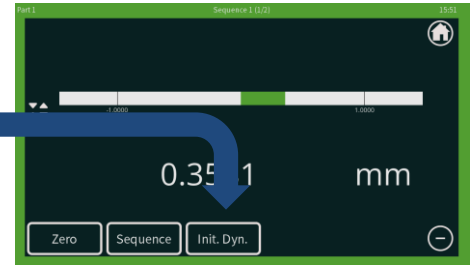 Part 1 Sequence 1 (1/2) 15:51
-1.0000 1.0000
mm
Zero Sequence Init. Dyn.